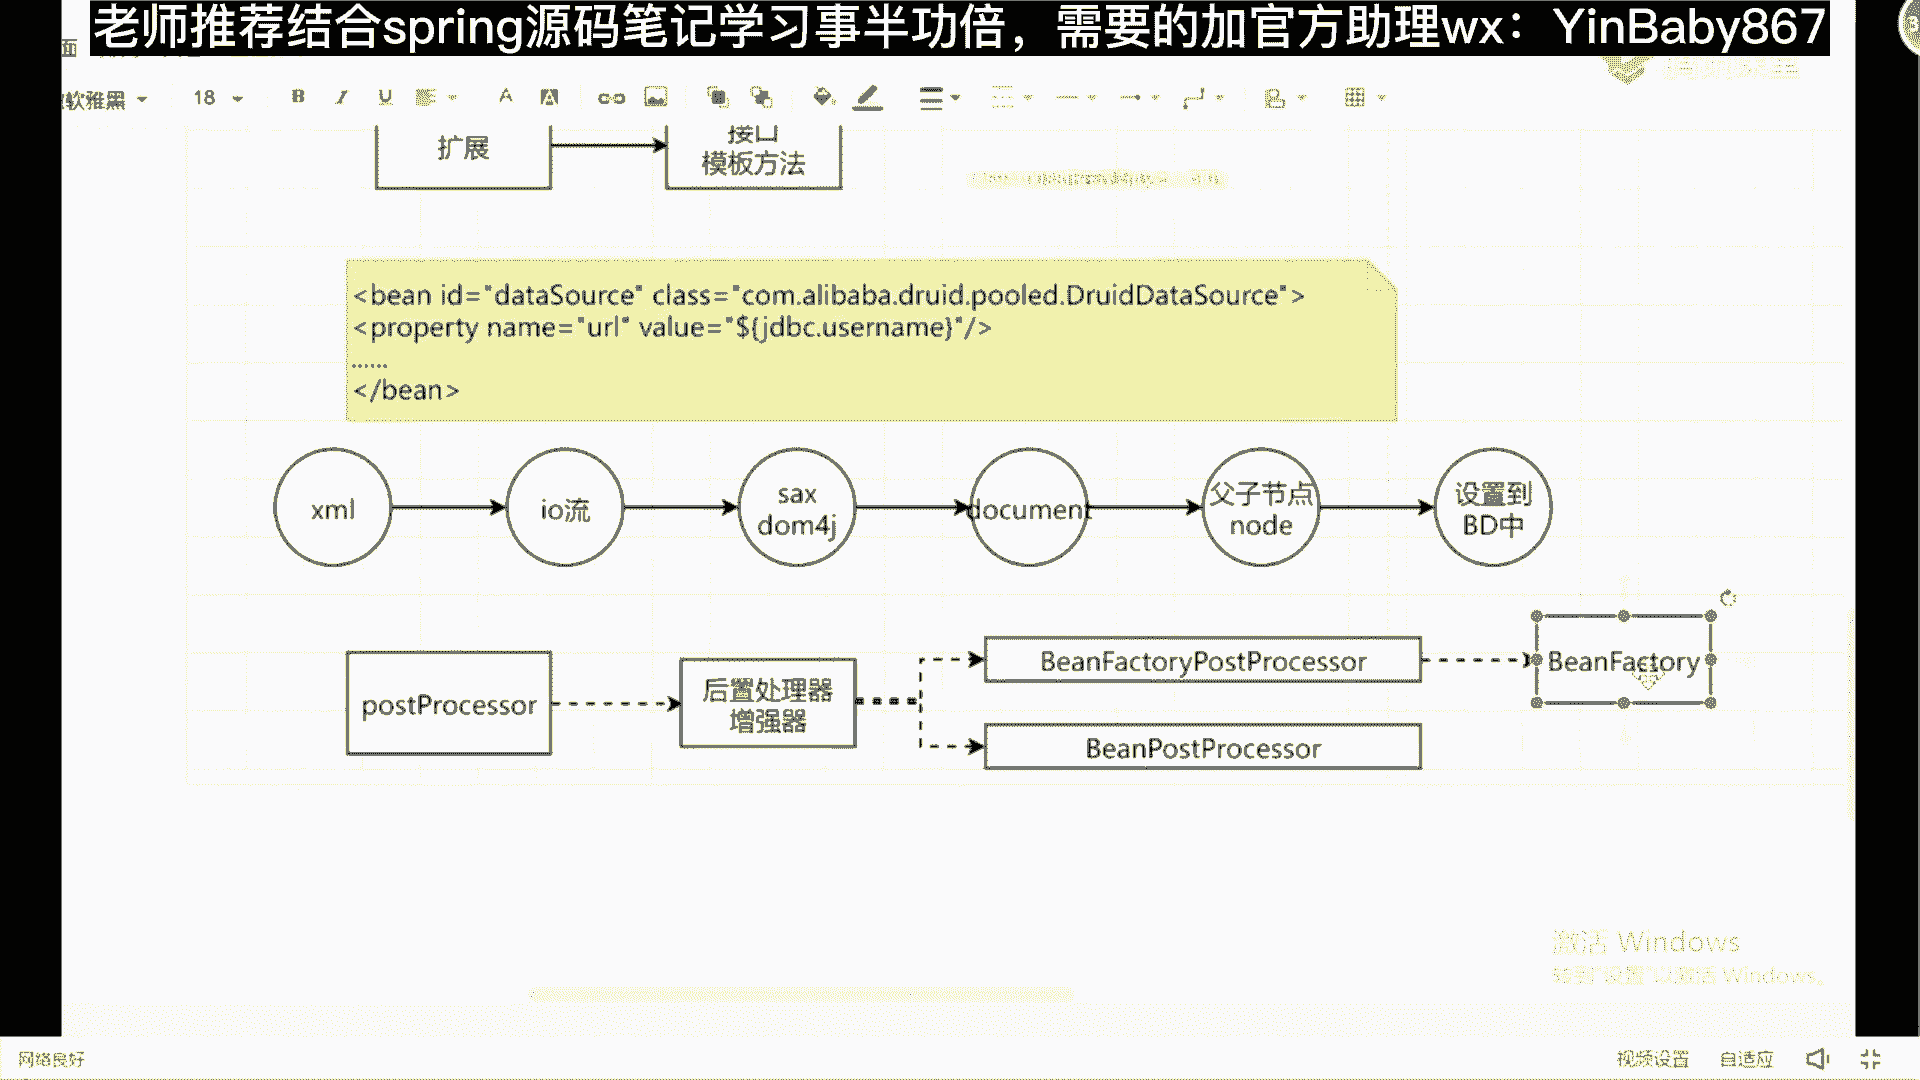 老师推荐结合spring源码笔记学习事半功倍，需要的加官方助理wx：YinBaby867
面
软雅黑 18 B I U A A
扩展
接口
模板方法
<bean id="dataSource" class="com.alibaba.druid.pooled.DruidDataSource">
<property name="url" value="${jdbc.username}"/>
......
</bean>
xml
io流
sax
dom4j
document
父子节点
node
设置到
BD中
postProcessor
后置处理器
增强器
BeanFactoryPostProcessor
BeanPostProcessor
BeanFactory
激活 Windows
转到"设置"以激活 Windows。
网络良好
视频设置 自适应